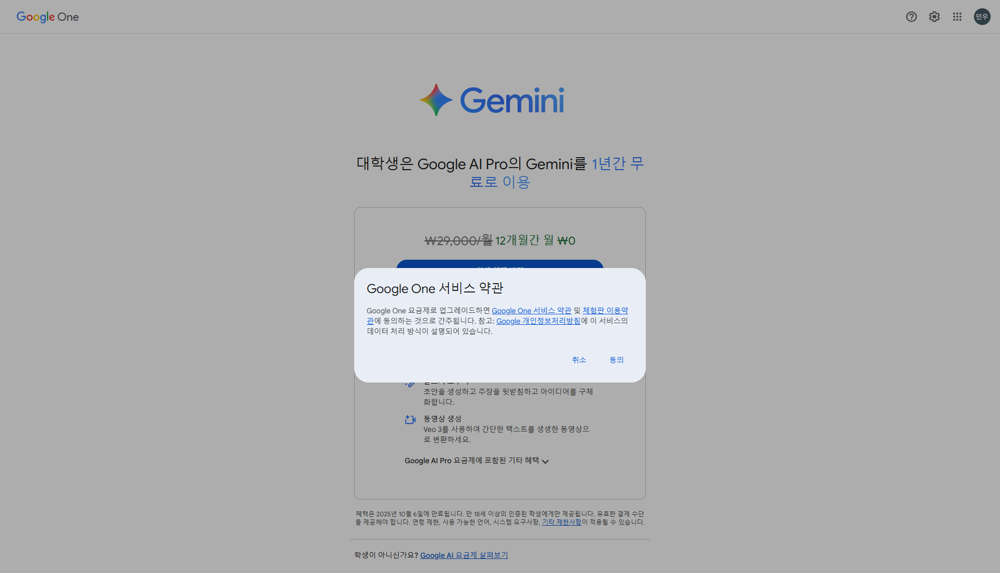 Google One
민우
Gemini
대학생은 Google AI Pro의 Gemini를 1년간 무
료로 이용
₩29,000/월 12개월간 월 ₩0
Google One 서비스 약관
Google One 요금제로 업그레이드하면 Google One 서비스 약관 및 체험판 이용약
관에 동의하는 것으로 간주됩니다. 참고: Google 개인정보처리방침에 이 서비스의
데이터 처리 방식이 설명되어 있습니다.
취소 동의
초안을 생성하고 주장을 뒷받침하고 아이디어를 구체
화합니다.
동영상 생성
Veo 3를 사용하여 간단한 텍스트를 생생한 동영상으
로 변환하세요.
Google AI Pro 요금제에 포함된 기타 혜택
혜택은 2025년 10월 6일에 만료됩니다. 만 18세 이상의 인증된 학생에게만 제공됩니다. 유효한 결제 수단
을 제공해야 합니다. 연령 제한, 사용 가능한 언어, 시스템 요구사항, 기타 제한사항이 적용될 수 있습니다.
학생이 아니신가요? Google AI 요금제 살펴보기